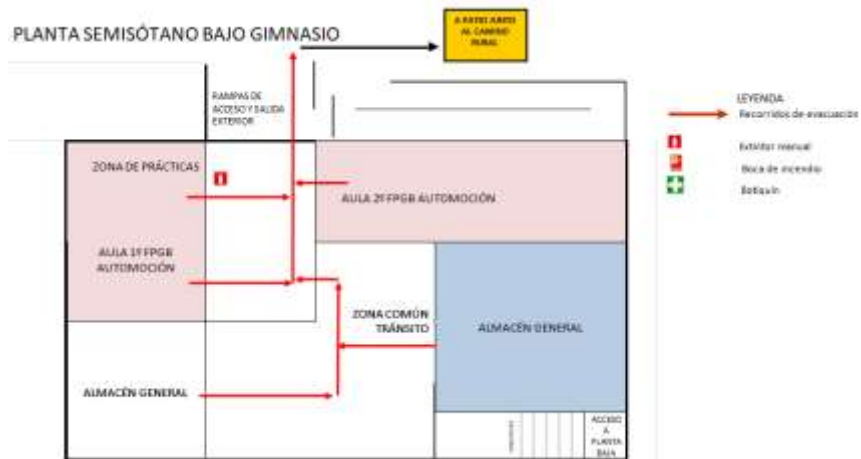 PLANTA SEMISÓTANO BAJO GIMNASIO
A PATIO JUNTO
AL CAMINO
RURAL
RAMPAS DE
ACCESO Y SALIDA
EXTERIOR
LEYENDA
Recorridos de evacuación
Extintor manual
Boca de incendio
Botiquín
ZONA DE PRÁCTICAS
AULA 2º FPGB AUTOMOCIÓN
AULA 1º FPGB
AUTOMOCIÓN
ZONA COMÚN
TRÁNSITO
ALMACÉN GENERAL
ALMACÉN GENERAL
ACCESO
A
PLANTA
BAJA